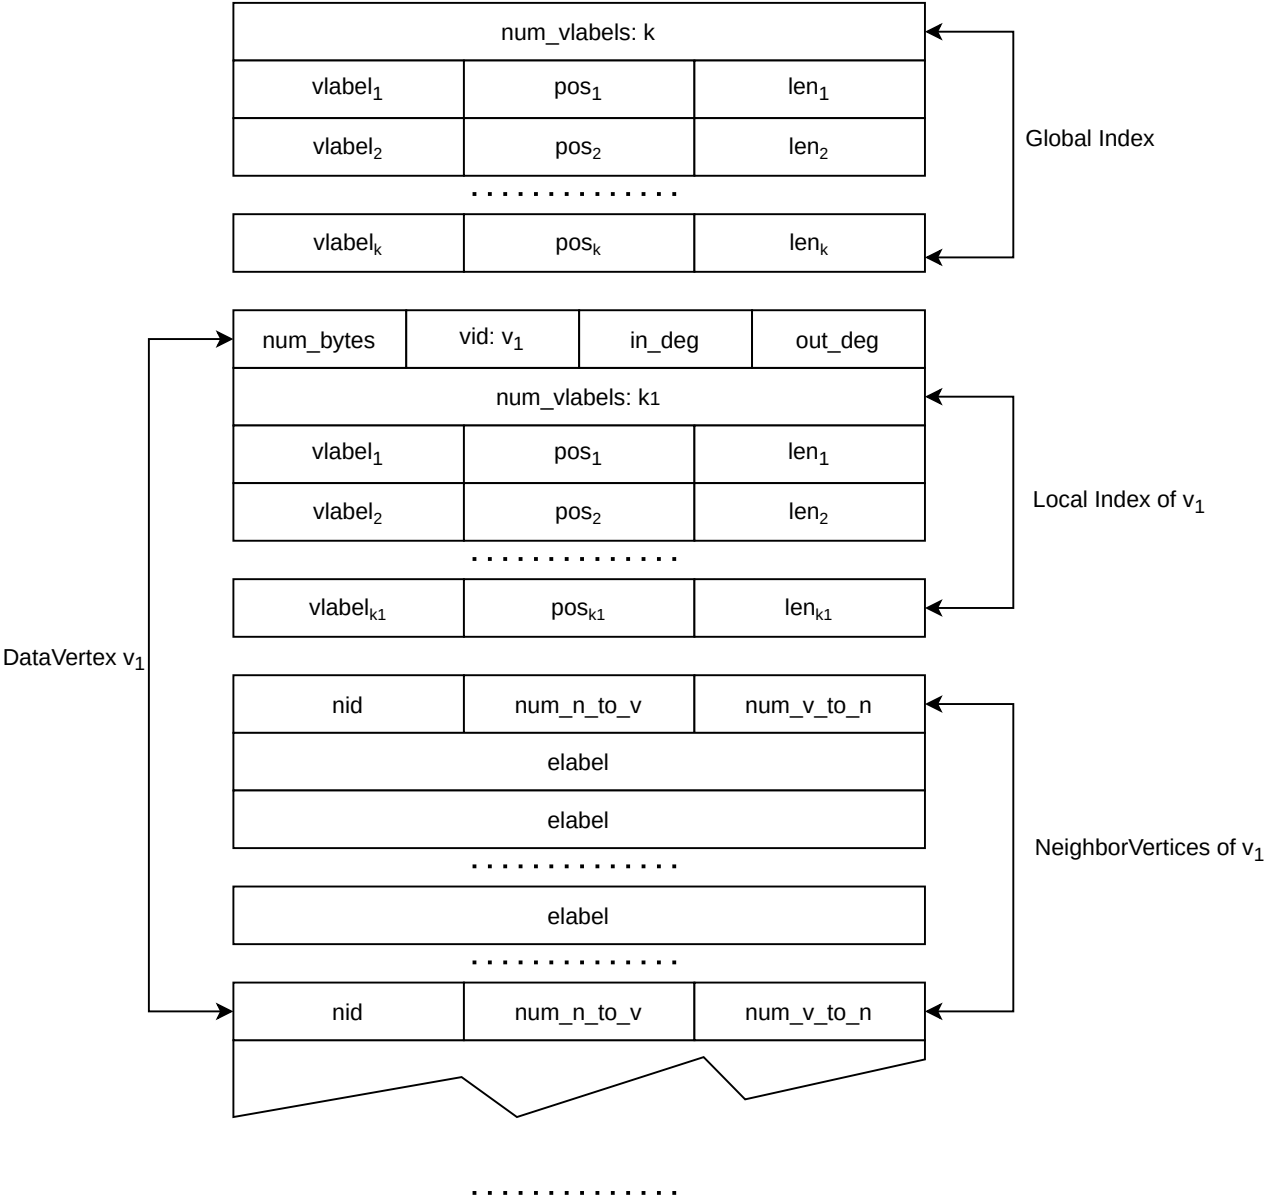 num_vlabels: k
vlabel₁ pos₁ len₁
Global Index
vlabel₂ pos₂ len₂
vlabelₖ posₖ lenₖ
num_bytes vid: v₁ in_deg out_deg
num_vlabels: k1
vlabel₁ pos₁ len₁
Local Index of v₁
vlabel₂ pos₂ len₂
vlabelₖ₁ posₖ₁ lenₖ₁
DataVertex v₁
nid num_n_to_v num_v_to_n
elabel
elabel
NeighborVertices of v₁
elabel
nid num_n_to_v num_v_to_n